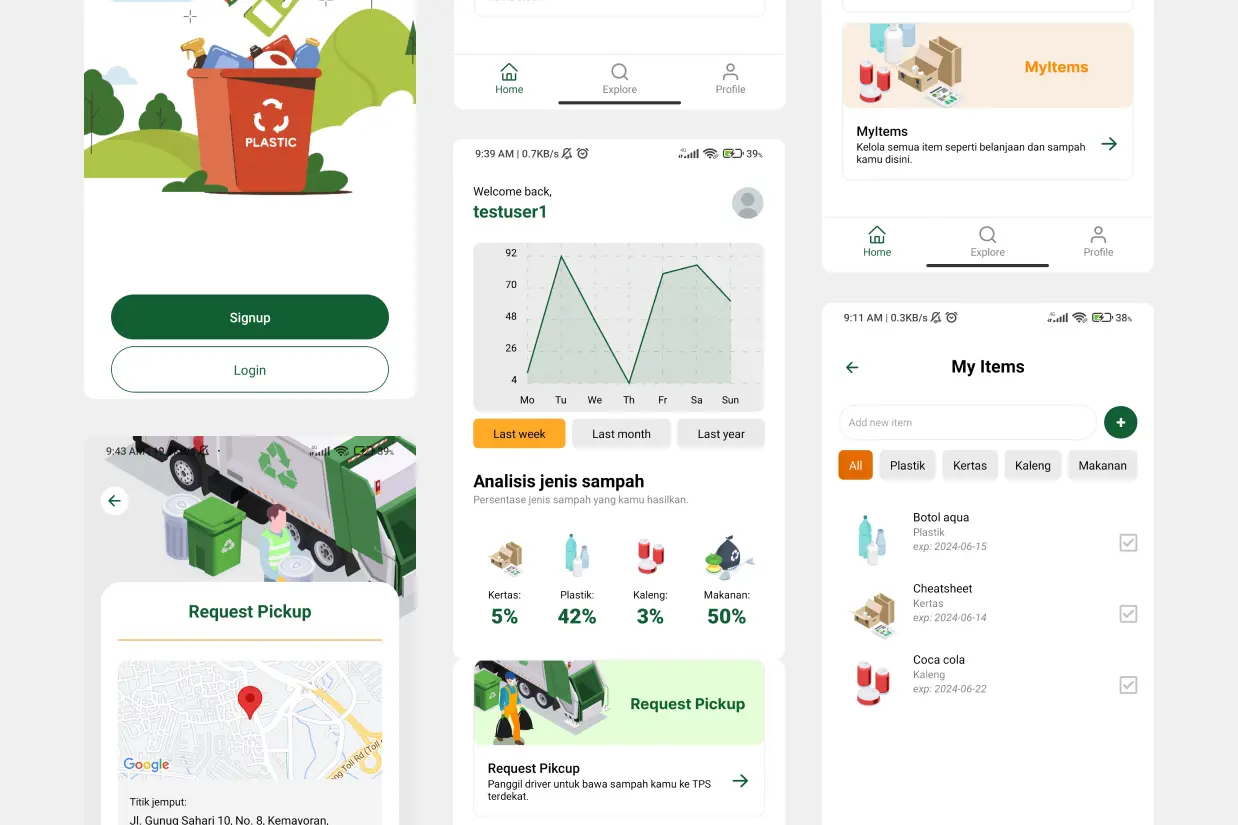 PLASTIC
Signup
Login
9:43 AM
39%
Request Pickup
Google
ng Toll Rd (Toll
Titik jemput:
Jl. Gunug Sahari 10, No. 8, Kemayoran,
Home
Explore
Profile
9:39 AM | 0.7KB/s
4G
39%
Welcome back,
testuser1
92
70
48
26
4
Mo
Tu
We
Th
Fr
Sa
Sun
Last week
Last month
Last year
Analisis jenis sampah
Persentase jenis sampah yang kamu hasilkan.
Kertas:
Plastik:
Kaleng:
Makanan:
5%
42%
3%
50%
Request Pickup
Request Pikcup
Panggil driver untuk bawa sampah kamu ke TPS
terdekat.
MyItems
MyItems
Kelola semua item seperti belanjaan dan sampah
kamu disini.
Home
Explore
Profile
9:11 AM | 0.3KB/s
4G
38%
My Items
Add new item
All
Plastik
Kertas
Kaleng
Makanan
Botol aqua
Plastik
exp: 2024-06-15
Cheatsheet
Kertas
exp: 2024-06-14
Coca cola
Kaleng
exp: 2024-06-22